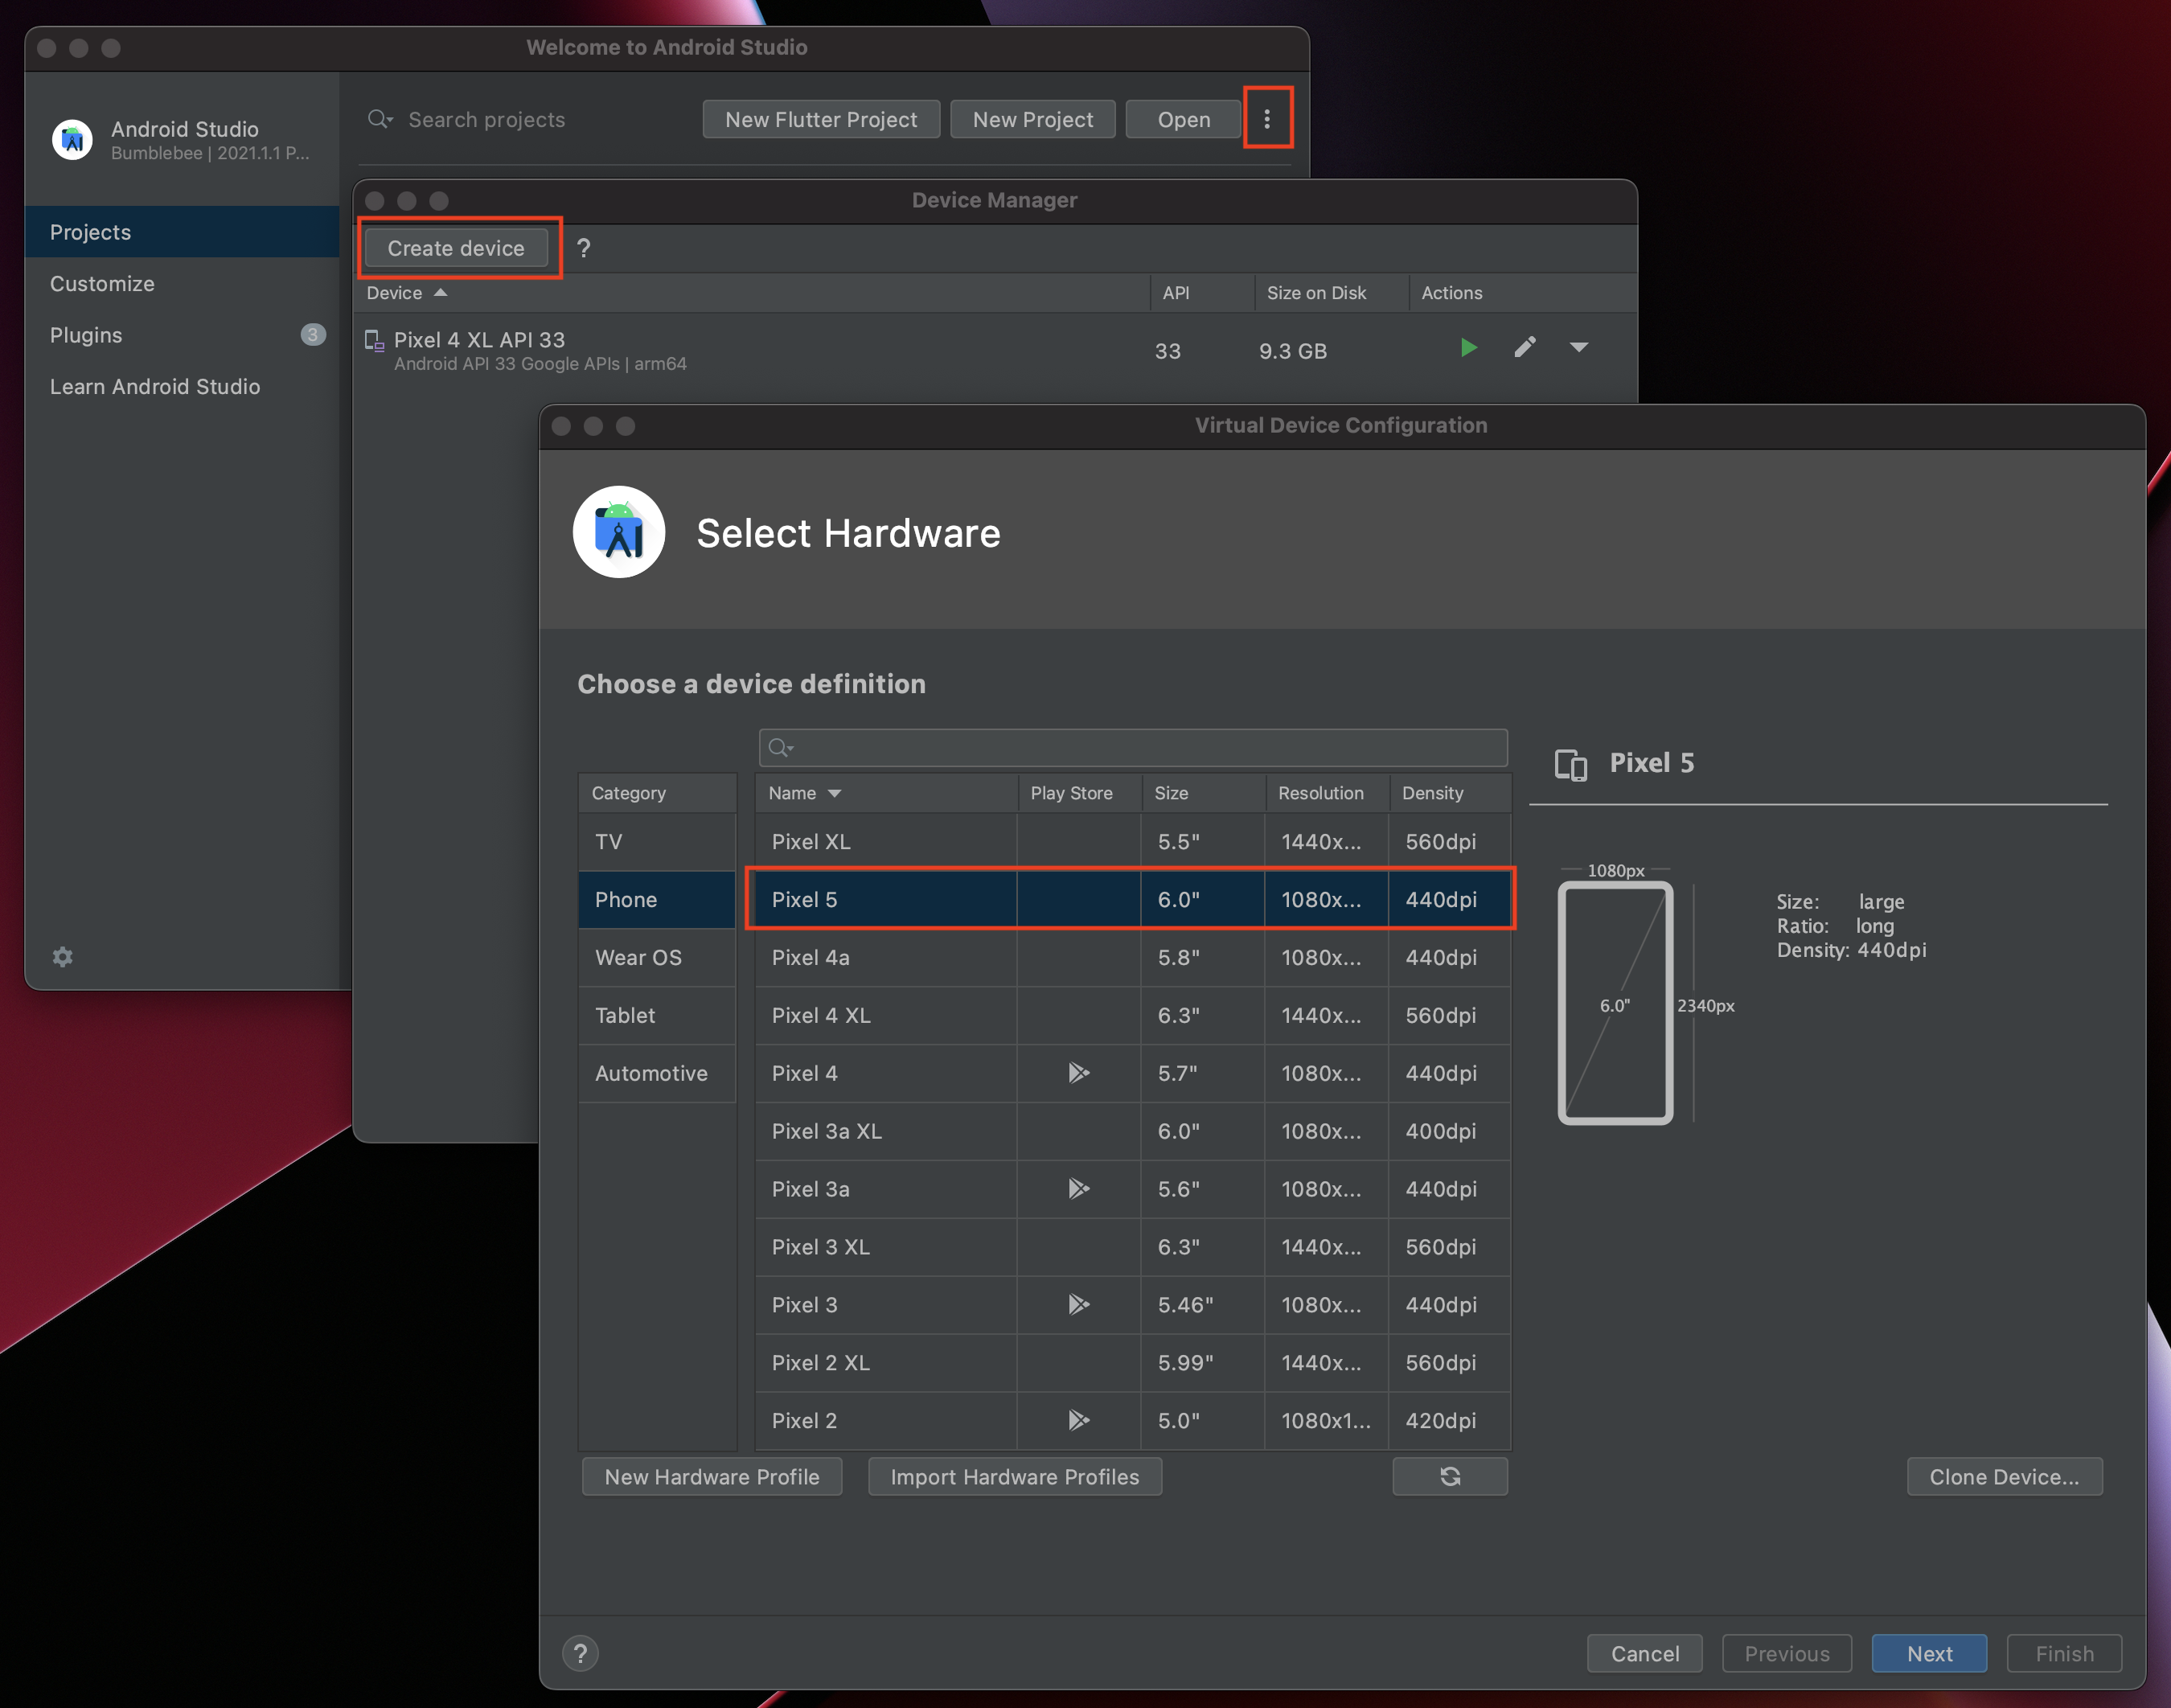 Welcome to Android Studio
Android Studio
Bumblebee | 2021.1.1 P...
Search projects
New Flutter Project
New Project
Open
Projects
Customize
Plugins
3
Learn Android Studio
Device Manager
Create device
?
Device
API
Size on Disk
Actions
Pixel 4 XL API 33
Android API 33 Google APIs | arm64
33
9.3 GB
Virtual Device Configuration
Select Hardware
Choose a device definition
Category
TV
Phone
Wear OS
Tablet
Automotive
Name Play Store Size Resolution Density
Pixel XL 5.5" 1440x... 560dpi
Pixel 5 6.0" 1080x... 440dpi
Pixel 4a 5.8" 1080x... 440dpi
Pixel 4 XL 6.3" 1440x... 560dpi
Pixel 4 5.7" 1080x... 440dpi
Pixel 3a XL 6.0" 1080x... 400dpi
Pixel 3a 5.6" 1080x... 440dpi
Pixel 3 XL 6.3" 1440x... 560dpi
Pixel 3 5.46" 1080x... 440dpi
Pixel 2 XL 5.99" 1440x... 560dpi
Pixel 2 5.0" 1080x1... 420dpi
Pixel 5
1080px
6.0"
2340px
Size: large
Ratio: long
Density: 440dpi
New Hardware Profile
Import Hardware Profiles
Clone Device...
?
Cancel
Previous
Next
Finish